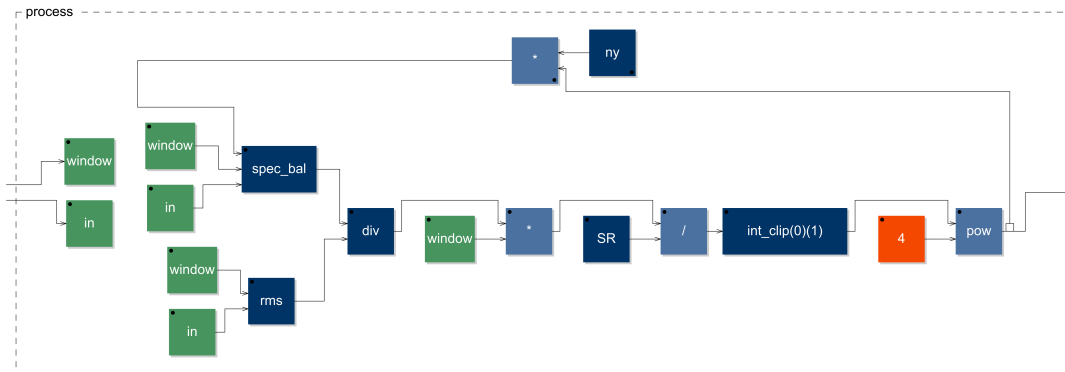 process
* ny
window
window
spec_bal
in
in
div
window
*
SR
/
int_clip(0)(1)
4
pow
window
rms
in